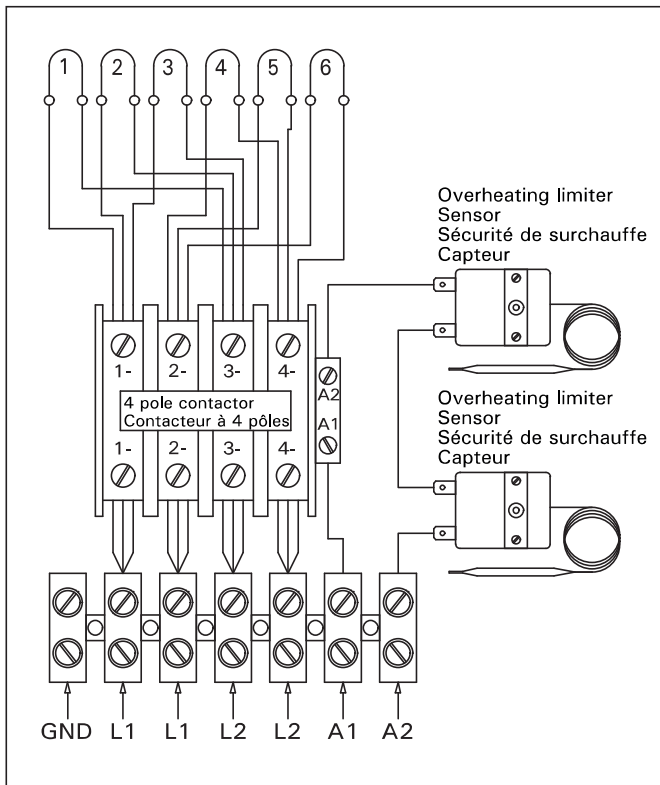 1 2 3 4 5 6
Overheating limiter
Sensor
Sécurité de surchauffe
Capteur
1- 2- 3- 4-
A2
4 pole contactor
Contacteur à 4 pôles
A1
1- 2- 3- 4-
Overheating limiter
Sensor
Sécurité de surchauffe
Capteur
GND L1 L1 L2 L2 A1 A2